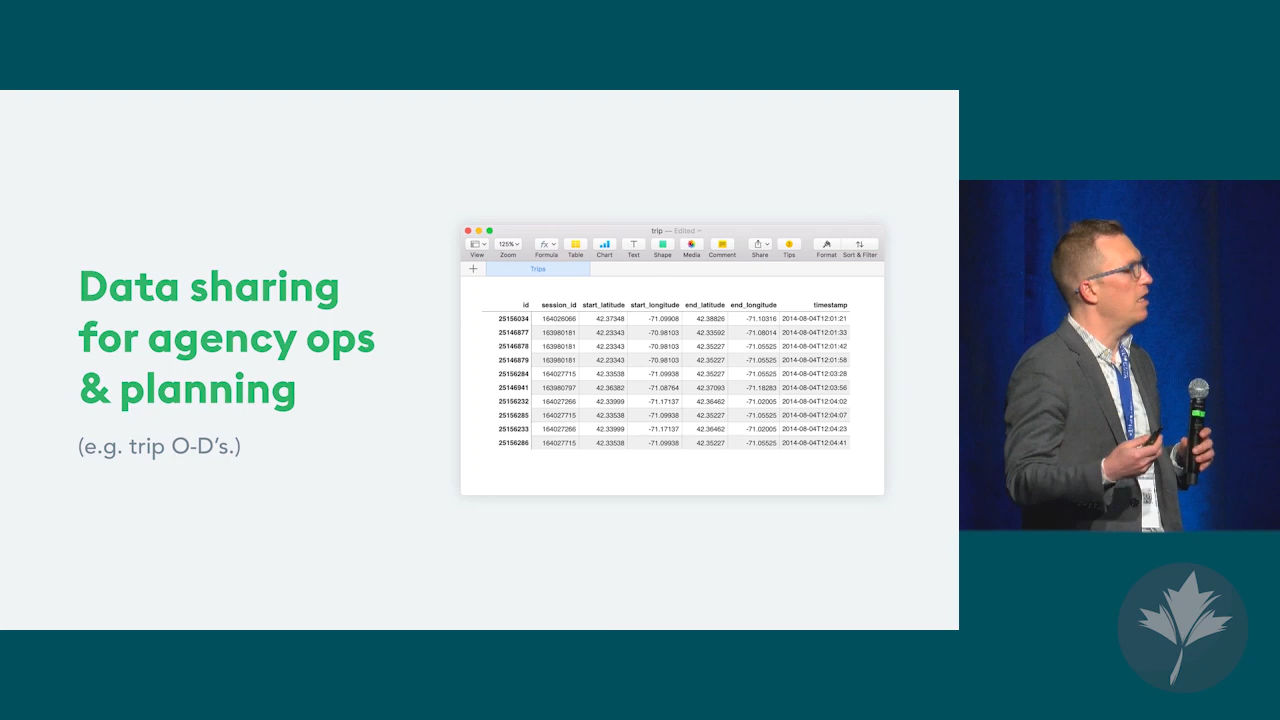 Data sharing
for agency ops
& planning
(e.g. trip O-D's.)
trip — Edited
125%
View Zoom Formula Table Chart Text Shape Media Comment Share Tips Format Sort & Filter
Trips
id session_id start_latitude start_longitude end_latitude end_longitude timestamp
25156034 164026066 42.37348 -71.09908 42.38826 -71.10316 2014-08-04T12:01:21
25146877 163980181 42.23343 -70.98103 42.33592 -71.08014 2014-08-04T12:01:33
25146878 163980181 42.23343 -70.98103 42.35227 -71.05525 2014-08-04T12:01:42
25146879 163980181 42.23343 -70.98103 42.35227 -71.05525 2014-08-04T12:01:58
25156284 164027715 42.33538 -71.09938 42.35227 -71.05525 2014-08-04T12:03:28
25146941 163980797 42.36382 -71.08764 42.37093 -71.18283 2014-08-04T12:03:56
25156232 164027266 42.33999 -71.17137 42.36462 -71.02005 2014-08-04T12:04:02
25156285 164027715 42.33538 -71.09938 42.35227 -71.05525 2014-08-04T12:04:07
25156233 164027266 42.33999 -71.17137 42.36462 -71.02005 2014-08-04T12:04:23
25156286 164027715 42.33538 -71.09938 42.35227 -71.05525 2014-08-04T12:04:41